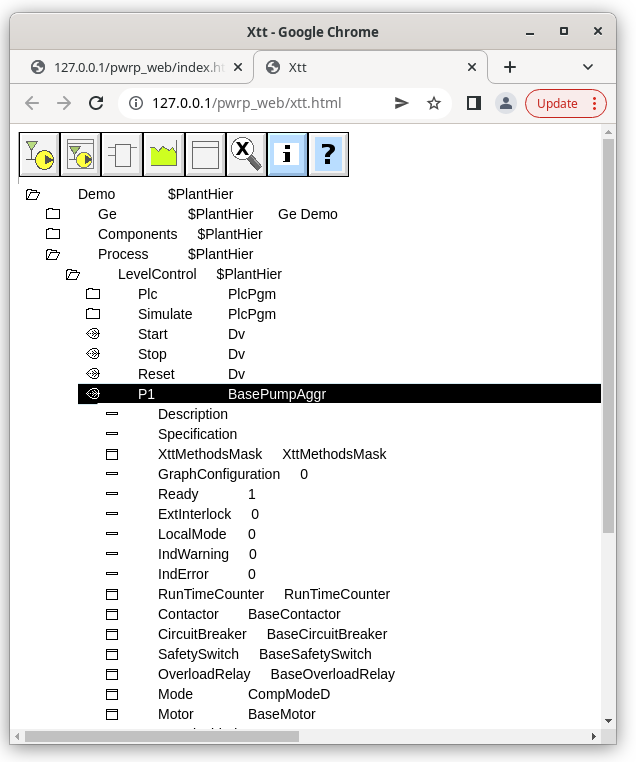 Xtt - Google Chrome
127.0.0.1/pwrp_web/index.ht Xtt
127.0.0.1/pwrp_web/xtt.html Update
X i ?
Demo $PlantHier
Ge $PlantHier Ge Demo
Components $PlantHier
Process $PlantHier
LevelControl $PlantHier
Plc PlcPgm
Simulate PlcPgm
Start Dv
Stop Dv
Reset Dv
P1 BasePumpAggr
Description
Specification
XttMethodsMask XttMethodsMask
GraphConfiguration 0
Ready 1
ExtInterlock 0
LocalMode 0
IndWarning 0
IndError 0
RunTimeCounter RunTimeCounter
Contactor BaseContactor
CircuitBreaker BaseCircuitBreaker
SafetySwitch BaseSafetySwitch
OverloadRelay BaseOverloadRelay
Mode CompModeD
Motor BaseMotor